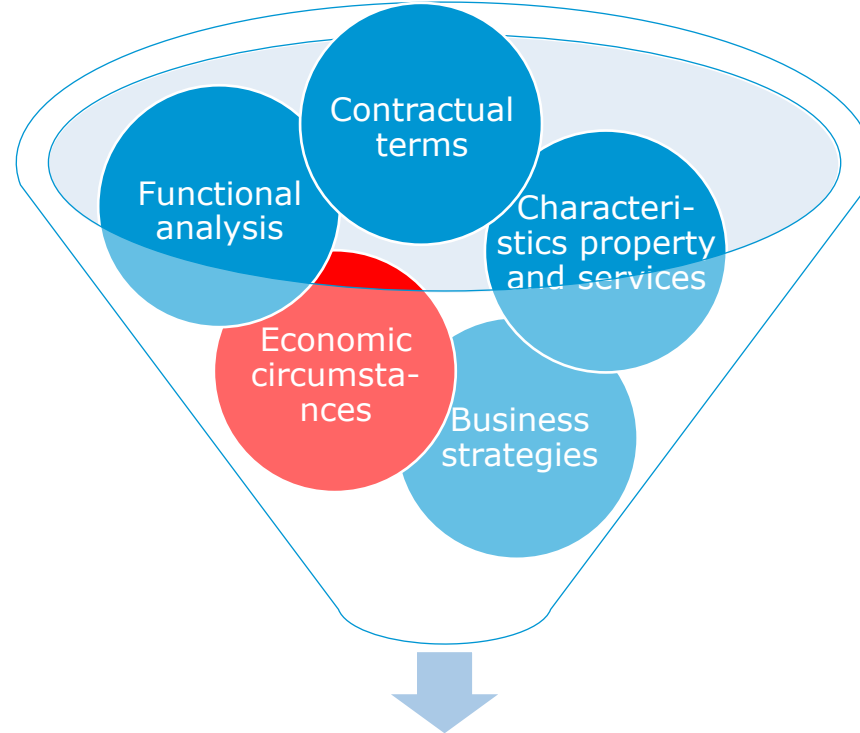 Contractual
terms
Functional
analysis
Characteri-
stics property
and services
Economic
circumsta-
nces
Business
strategies